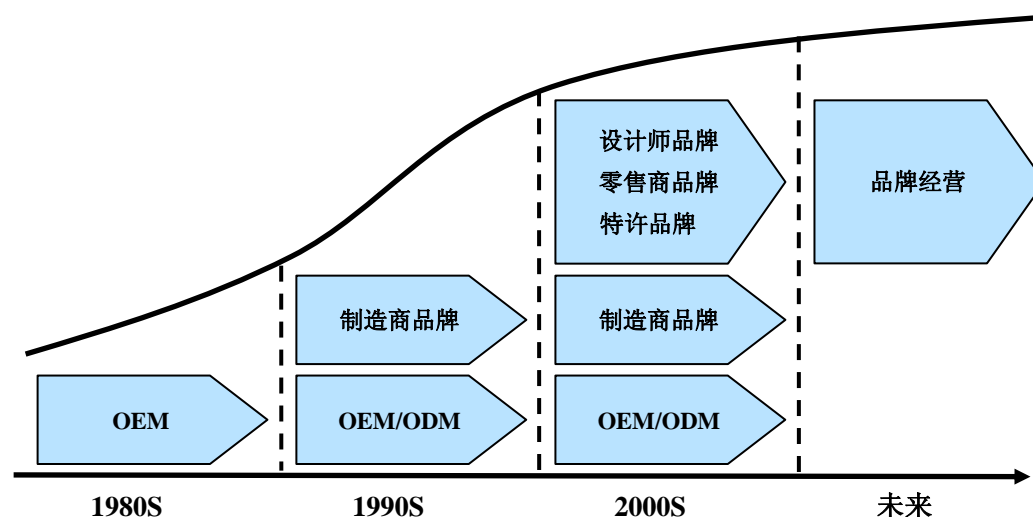 设计师品牌
零售商品牌
特许品牌
品牌经营
制造商品牌
制造商品牌
OEM
OEM/ODM
OEM/ODM
1980S
1990S
2000S
未来